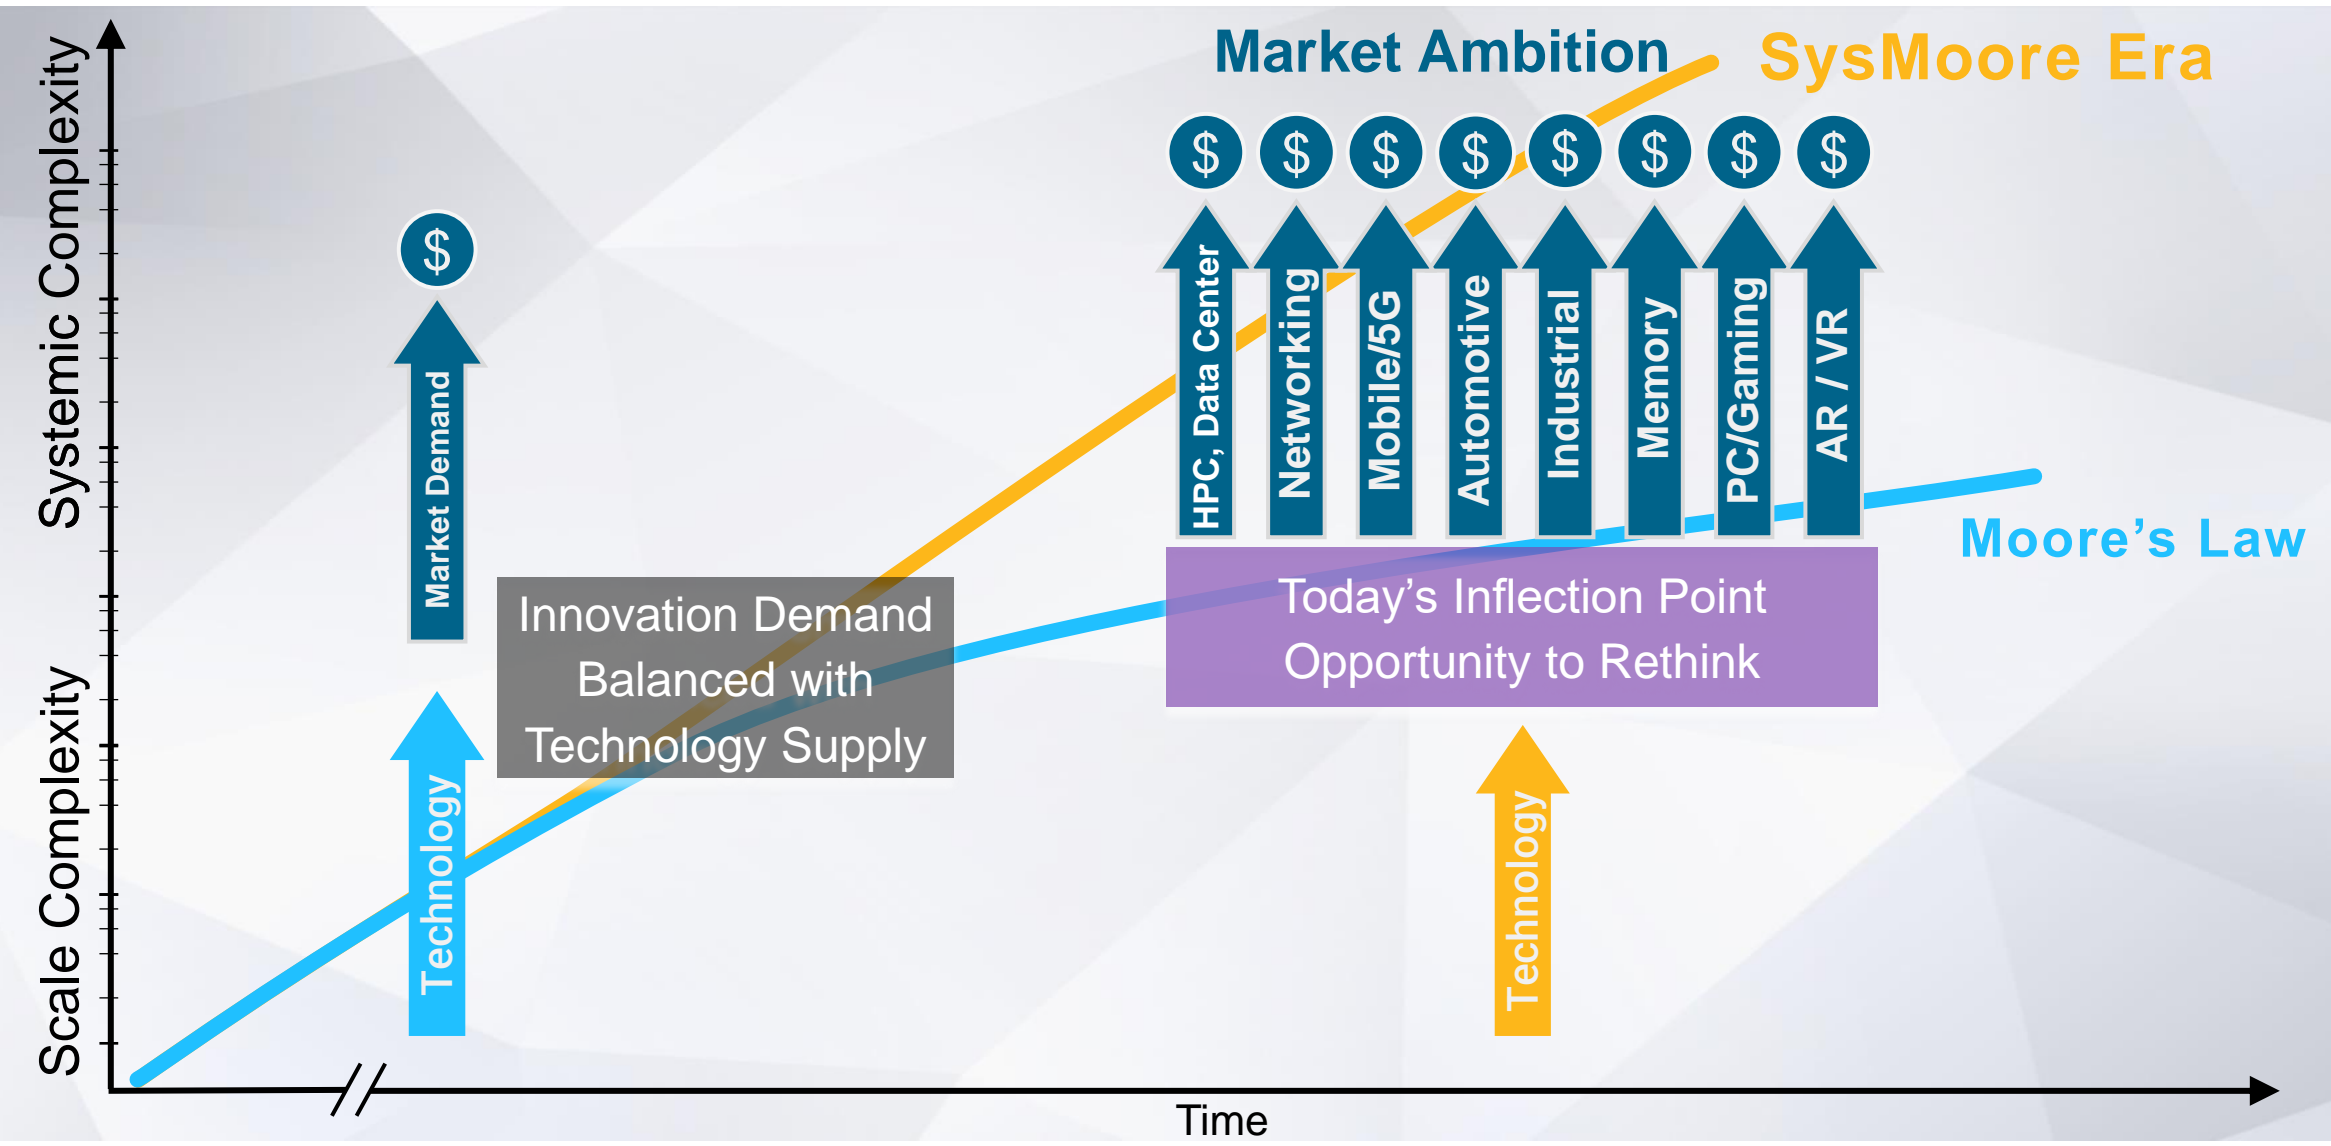 Systemic Complexity
Scale Complexity
Market Ambition
SysMoore Era
$
$
$
$
$
$
$
$
$
Market Demand
HPC, Data Center
Networking
Mobile/5G
Automotive
Industrial
Memory
PC/Gaming
AR / VR
Moore’s Law
Innovation Demand
Balanced with
Technology Supply
Today’s Inflection Point
Opportunity to Rethink
Technology
Technology
Time